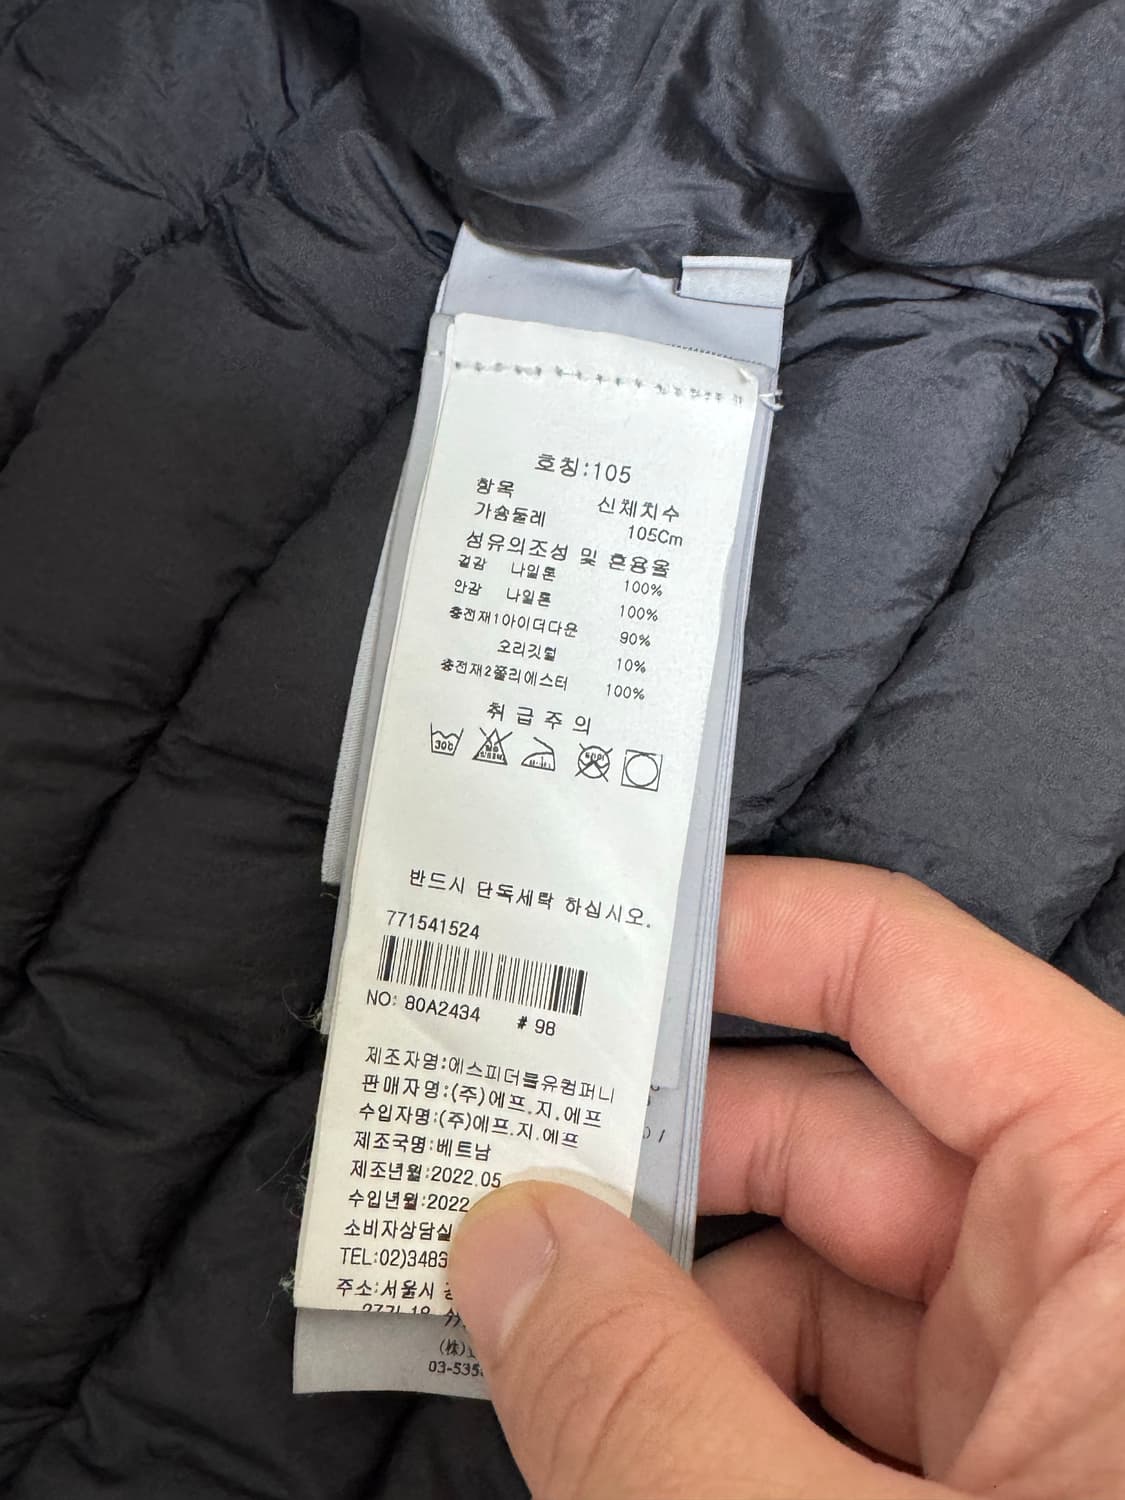 호칭:105
항목 신체치수
가슴둘레 105Cm
섬유의조성 및 혼용율
겉감 나일론 100%
안감 나일론 100%
충전재1아이더다운 90%
오리깃털 10%
충전재2폴리에스터 100%
취급주의
30℃
반드시 단독세탁 하십시오.
771541524
NO: 80A2434 # 98
제조자명:에스피더블유컴퍼니
판매자명:(주)에프.지.에프
수입자명:(주)에프.지.에프
제조국명:베트남
제조년월:2022.05
수입년월:2022.
소비자상담실
TEL:02)3483
주소:서울시
(株)
03-535